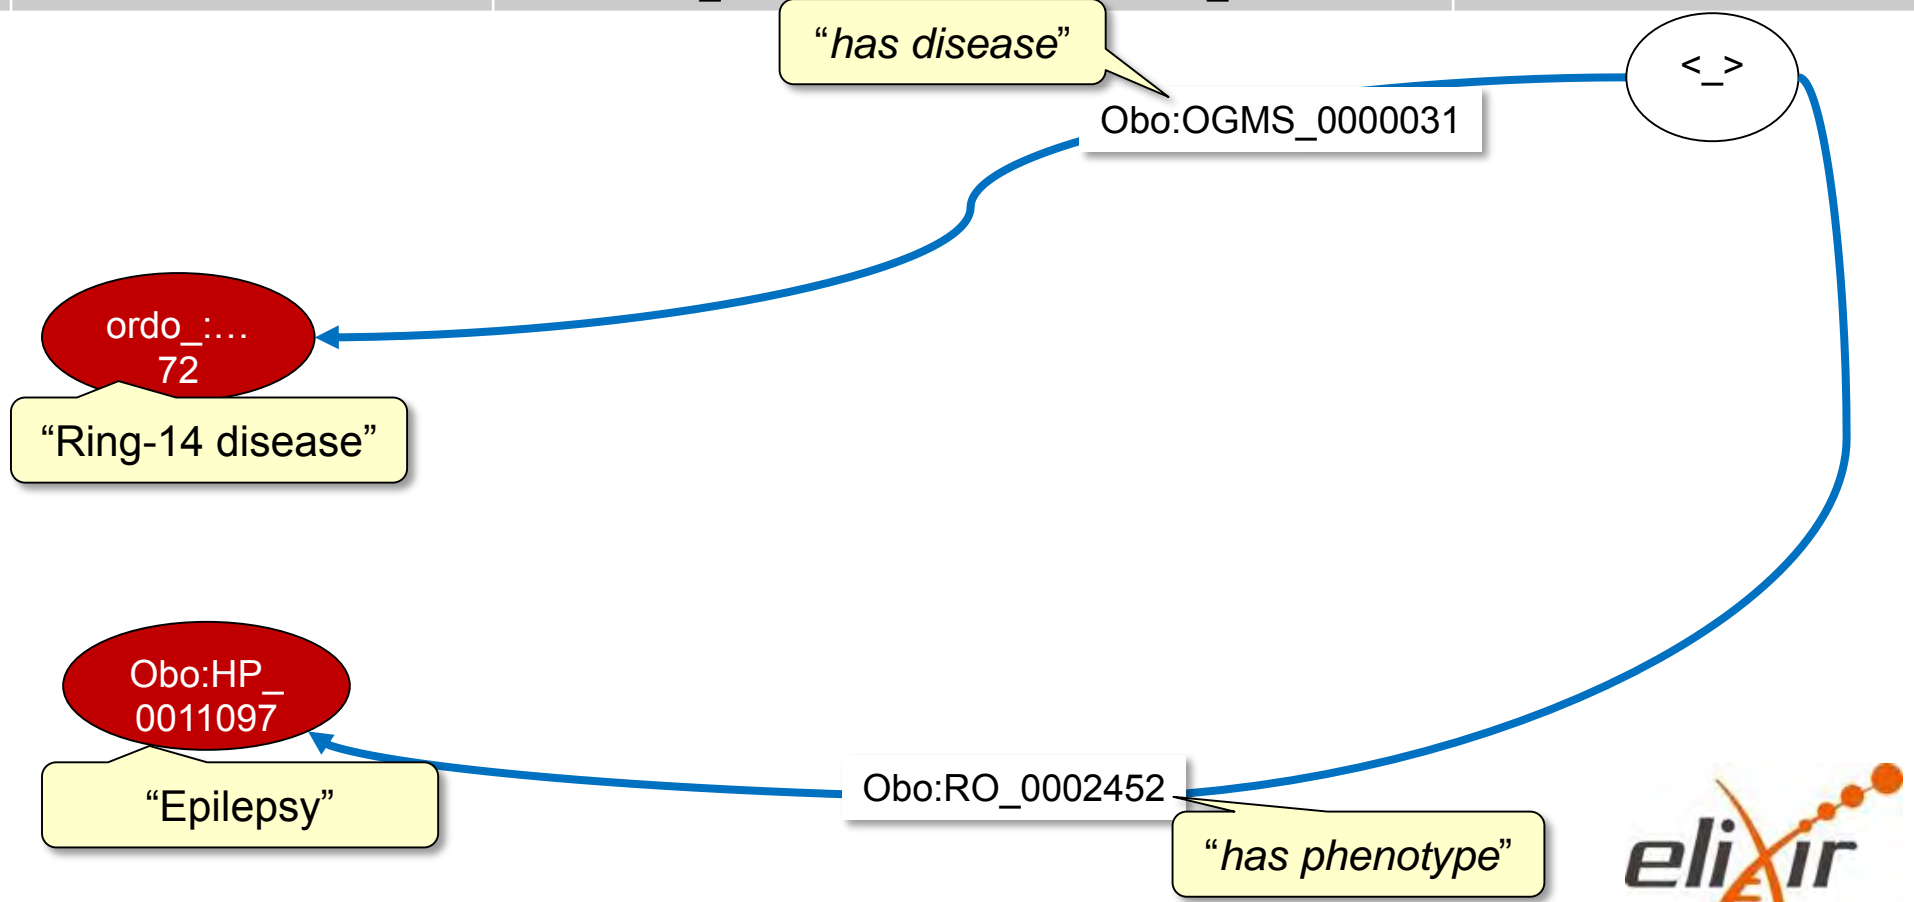 “has disease”
<_>
Obo:OGMS_0000031
ordo_:…
72
“Ring-14 disease”
Obo:HP_
0011097
“Epilepsy”
Obo:RO_0002452
“has phenotype”
elixir